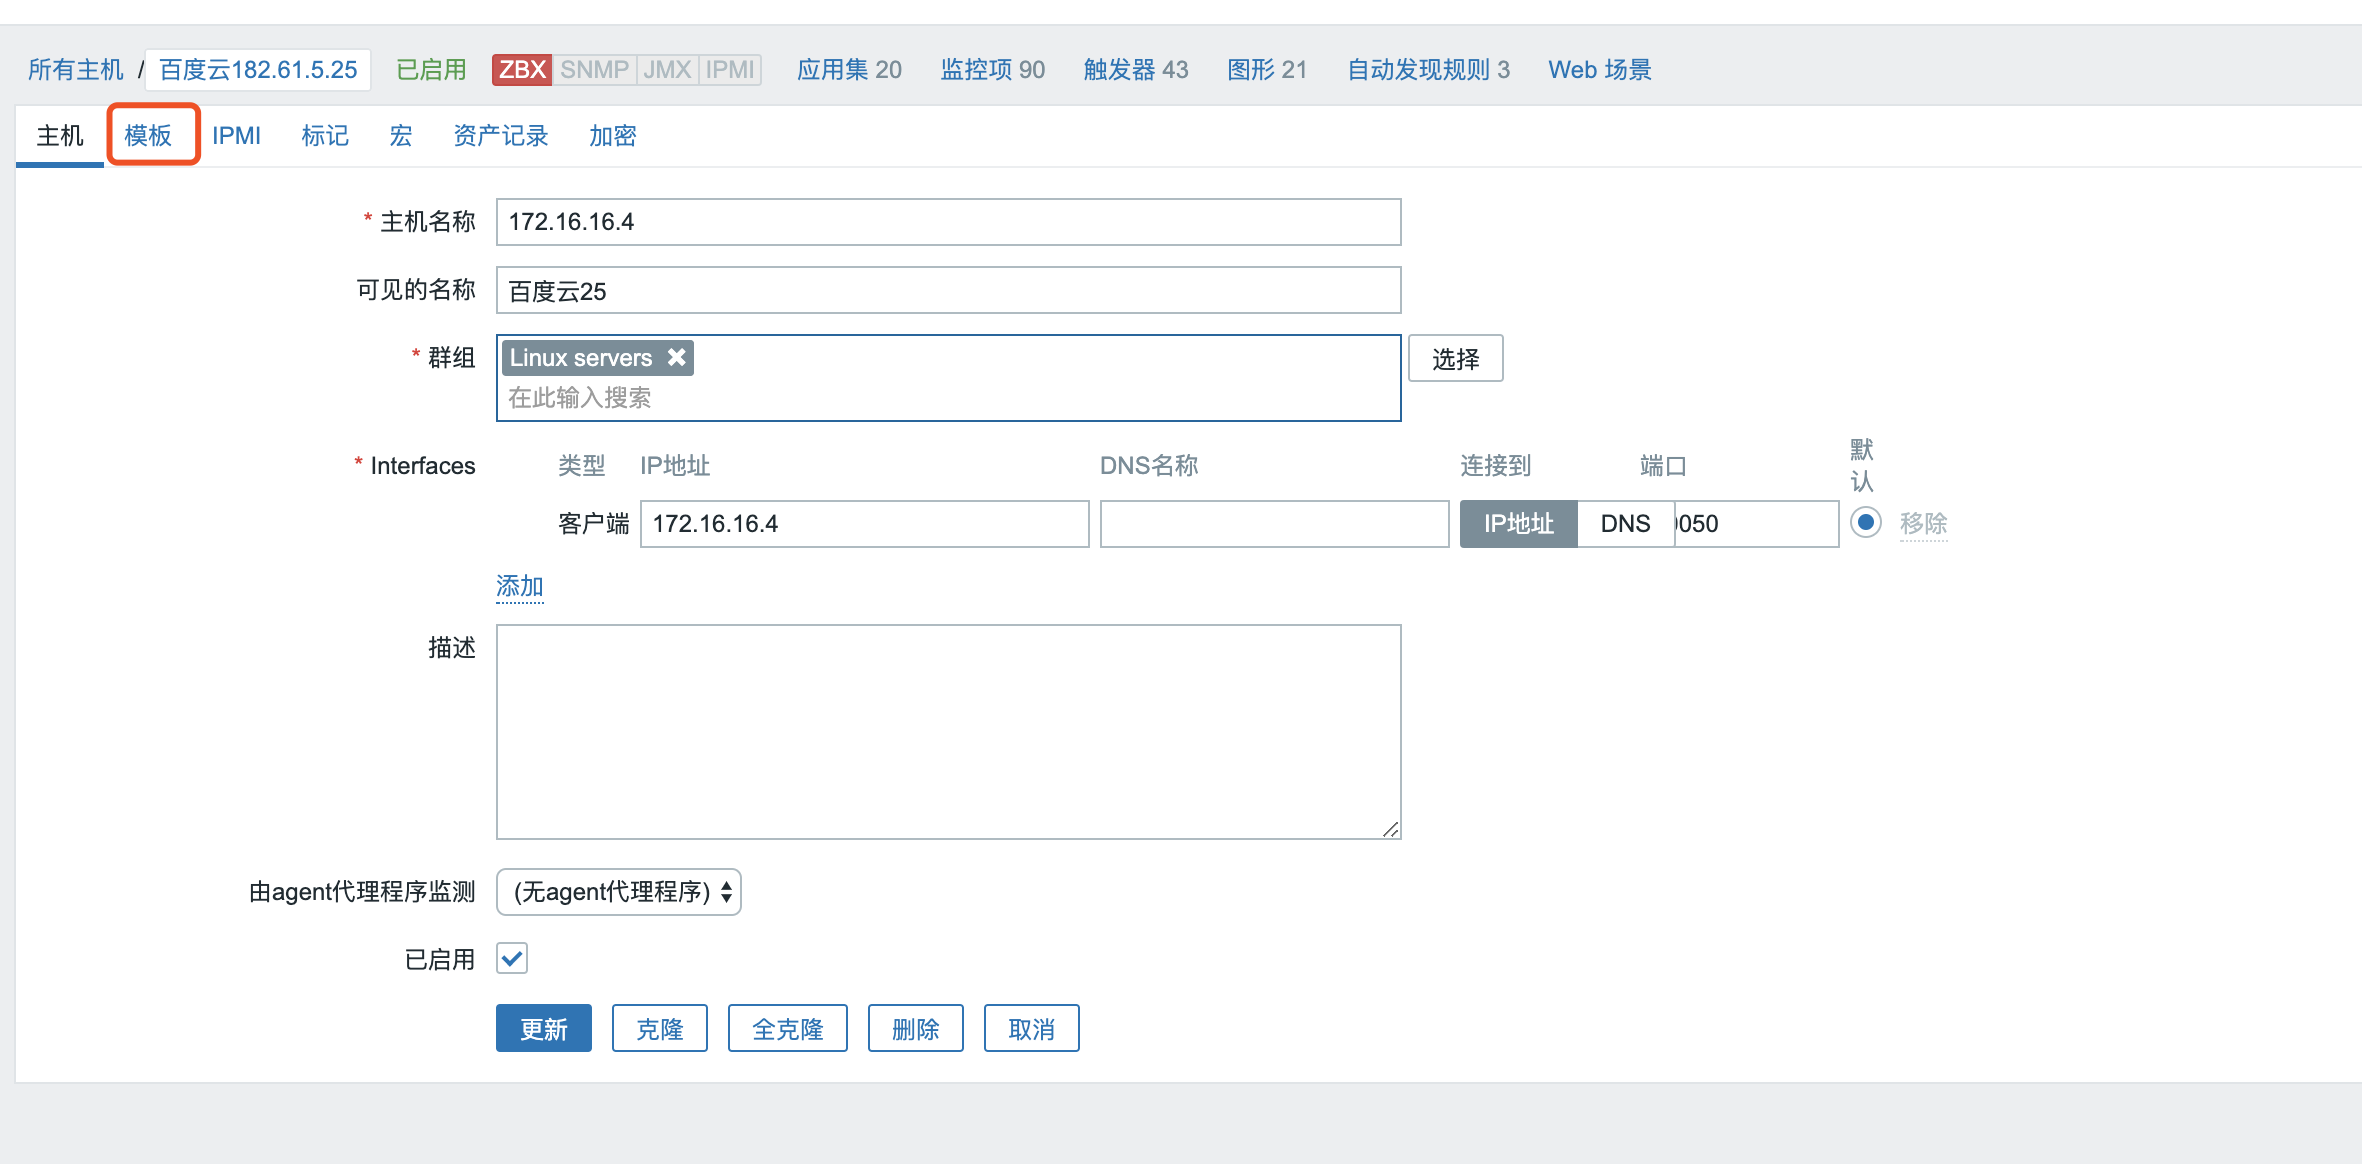 所有主机 / 百度云182.61.5.25 已启用 ZBX SNMP JMX IPMI 应用集 20 监控项 90 触发器 43 图形 21 自动发现规则 3 Web 场景
主机 模板 IPMI 标记 宏 资产记录 加密
* 主机名称 172.16.16.4
可见的名称 百度云25
* 群组 Linux servers 选择
在此输入搜索
* Interfaces 类型 IP地址 DNS名称 连接到 端口 默认
客户端 172.16.16.4 IP地址 DNS 050 移除
添加
描述
由agent代理程序监测 (无agent代理程序)
已启用
更新 克隆 全克隆 删除 取消